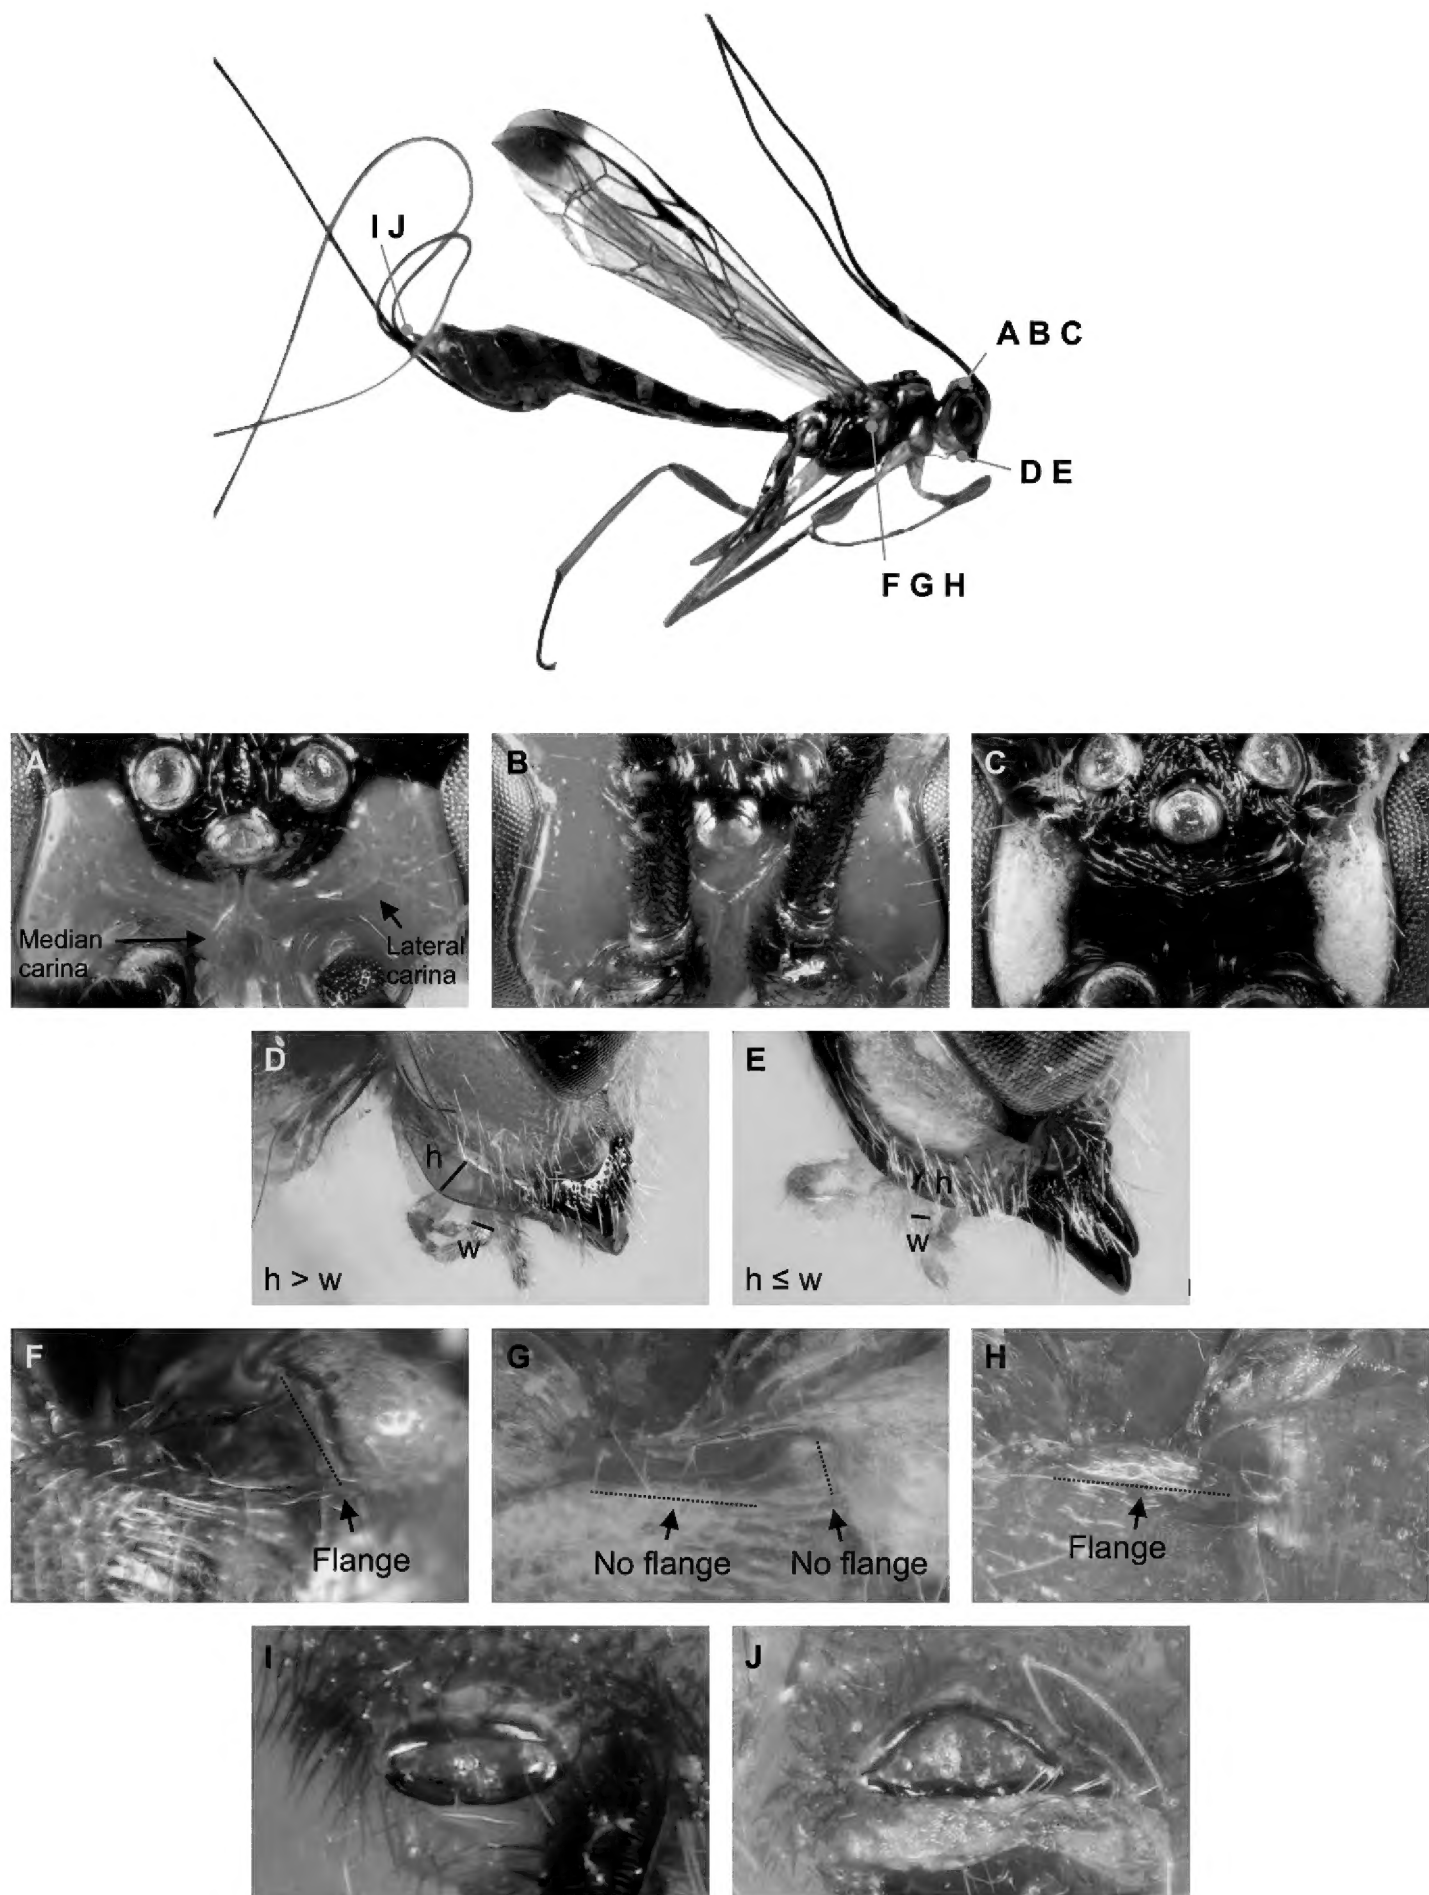 I J
A B C
D E
F G H
A
B
C
Median
carina
Lateral
carina
D
h
w
h > w
E
h
w
h ≤ w
F
Flange
G
No flange
No flange
H
Flange
I
J